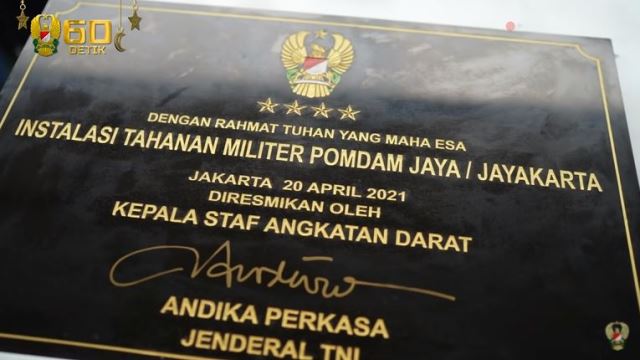 60
DETIK
DENGAN RAHMAT TUHAN YANG MAHA ESA
INSTALASI TAHANAN MILITER POMDAM JAYA / JAYAKARTA
JAKARTA 20 APRIL 2021
DIRESMIKAN OLEH
KEPALA STAF ANGKATAN DARAT
ANDIKA PERKASA
JENDERAL TNI